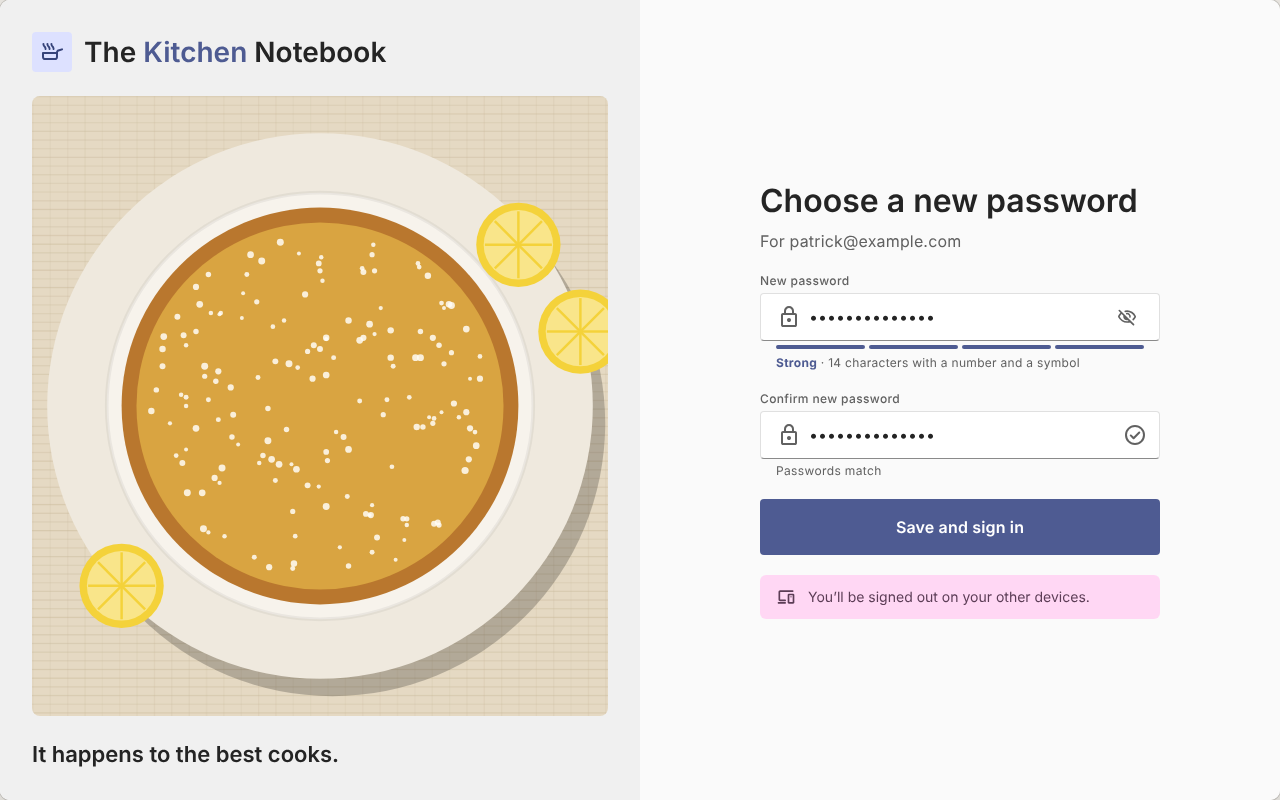 The Kitchen Notebook
It happens to the best cooks.
Choose a new password
For patrick@example.com
New password
••••••••••••••
Strong · 14 characters with a number and a symbol
Confirm new password
••••••••••••••
Passwords match
Save and sign in
You’ll be signed out on your other devices.